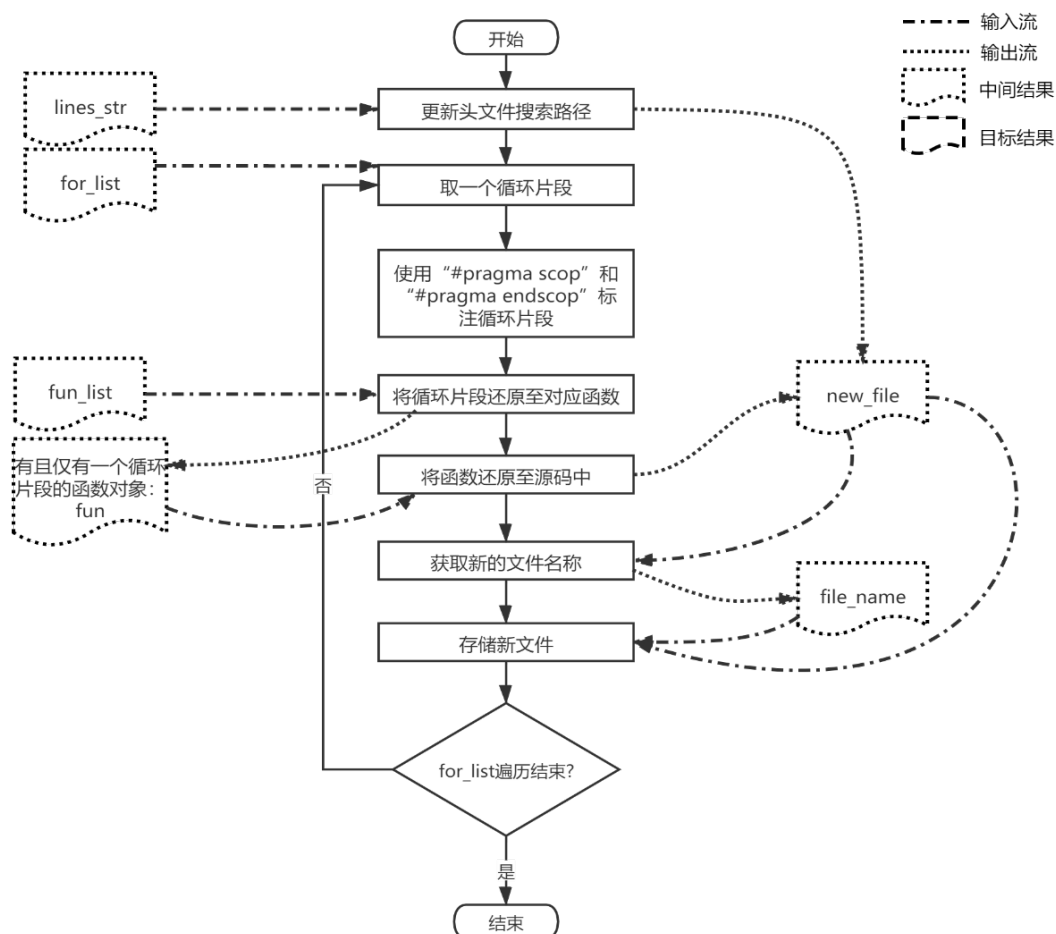 开始
输入流
输出流
中间结果
目标结果
lines_str
更新头文件搜索路径
for_list
取一个循环片段
使用“#pragma scop”和
“#pragma endscop”标
注循环片段
fun_list
将循环片段还原至对应函数
new_file
有且仅有一个循环
片段的函数对象：
fun
否
将函数还原至源码中
获取新的文件名称
file_name
存储新文件
for_list遍历结束?
是
结束